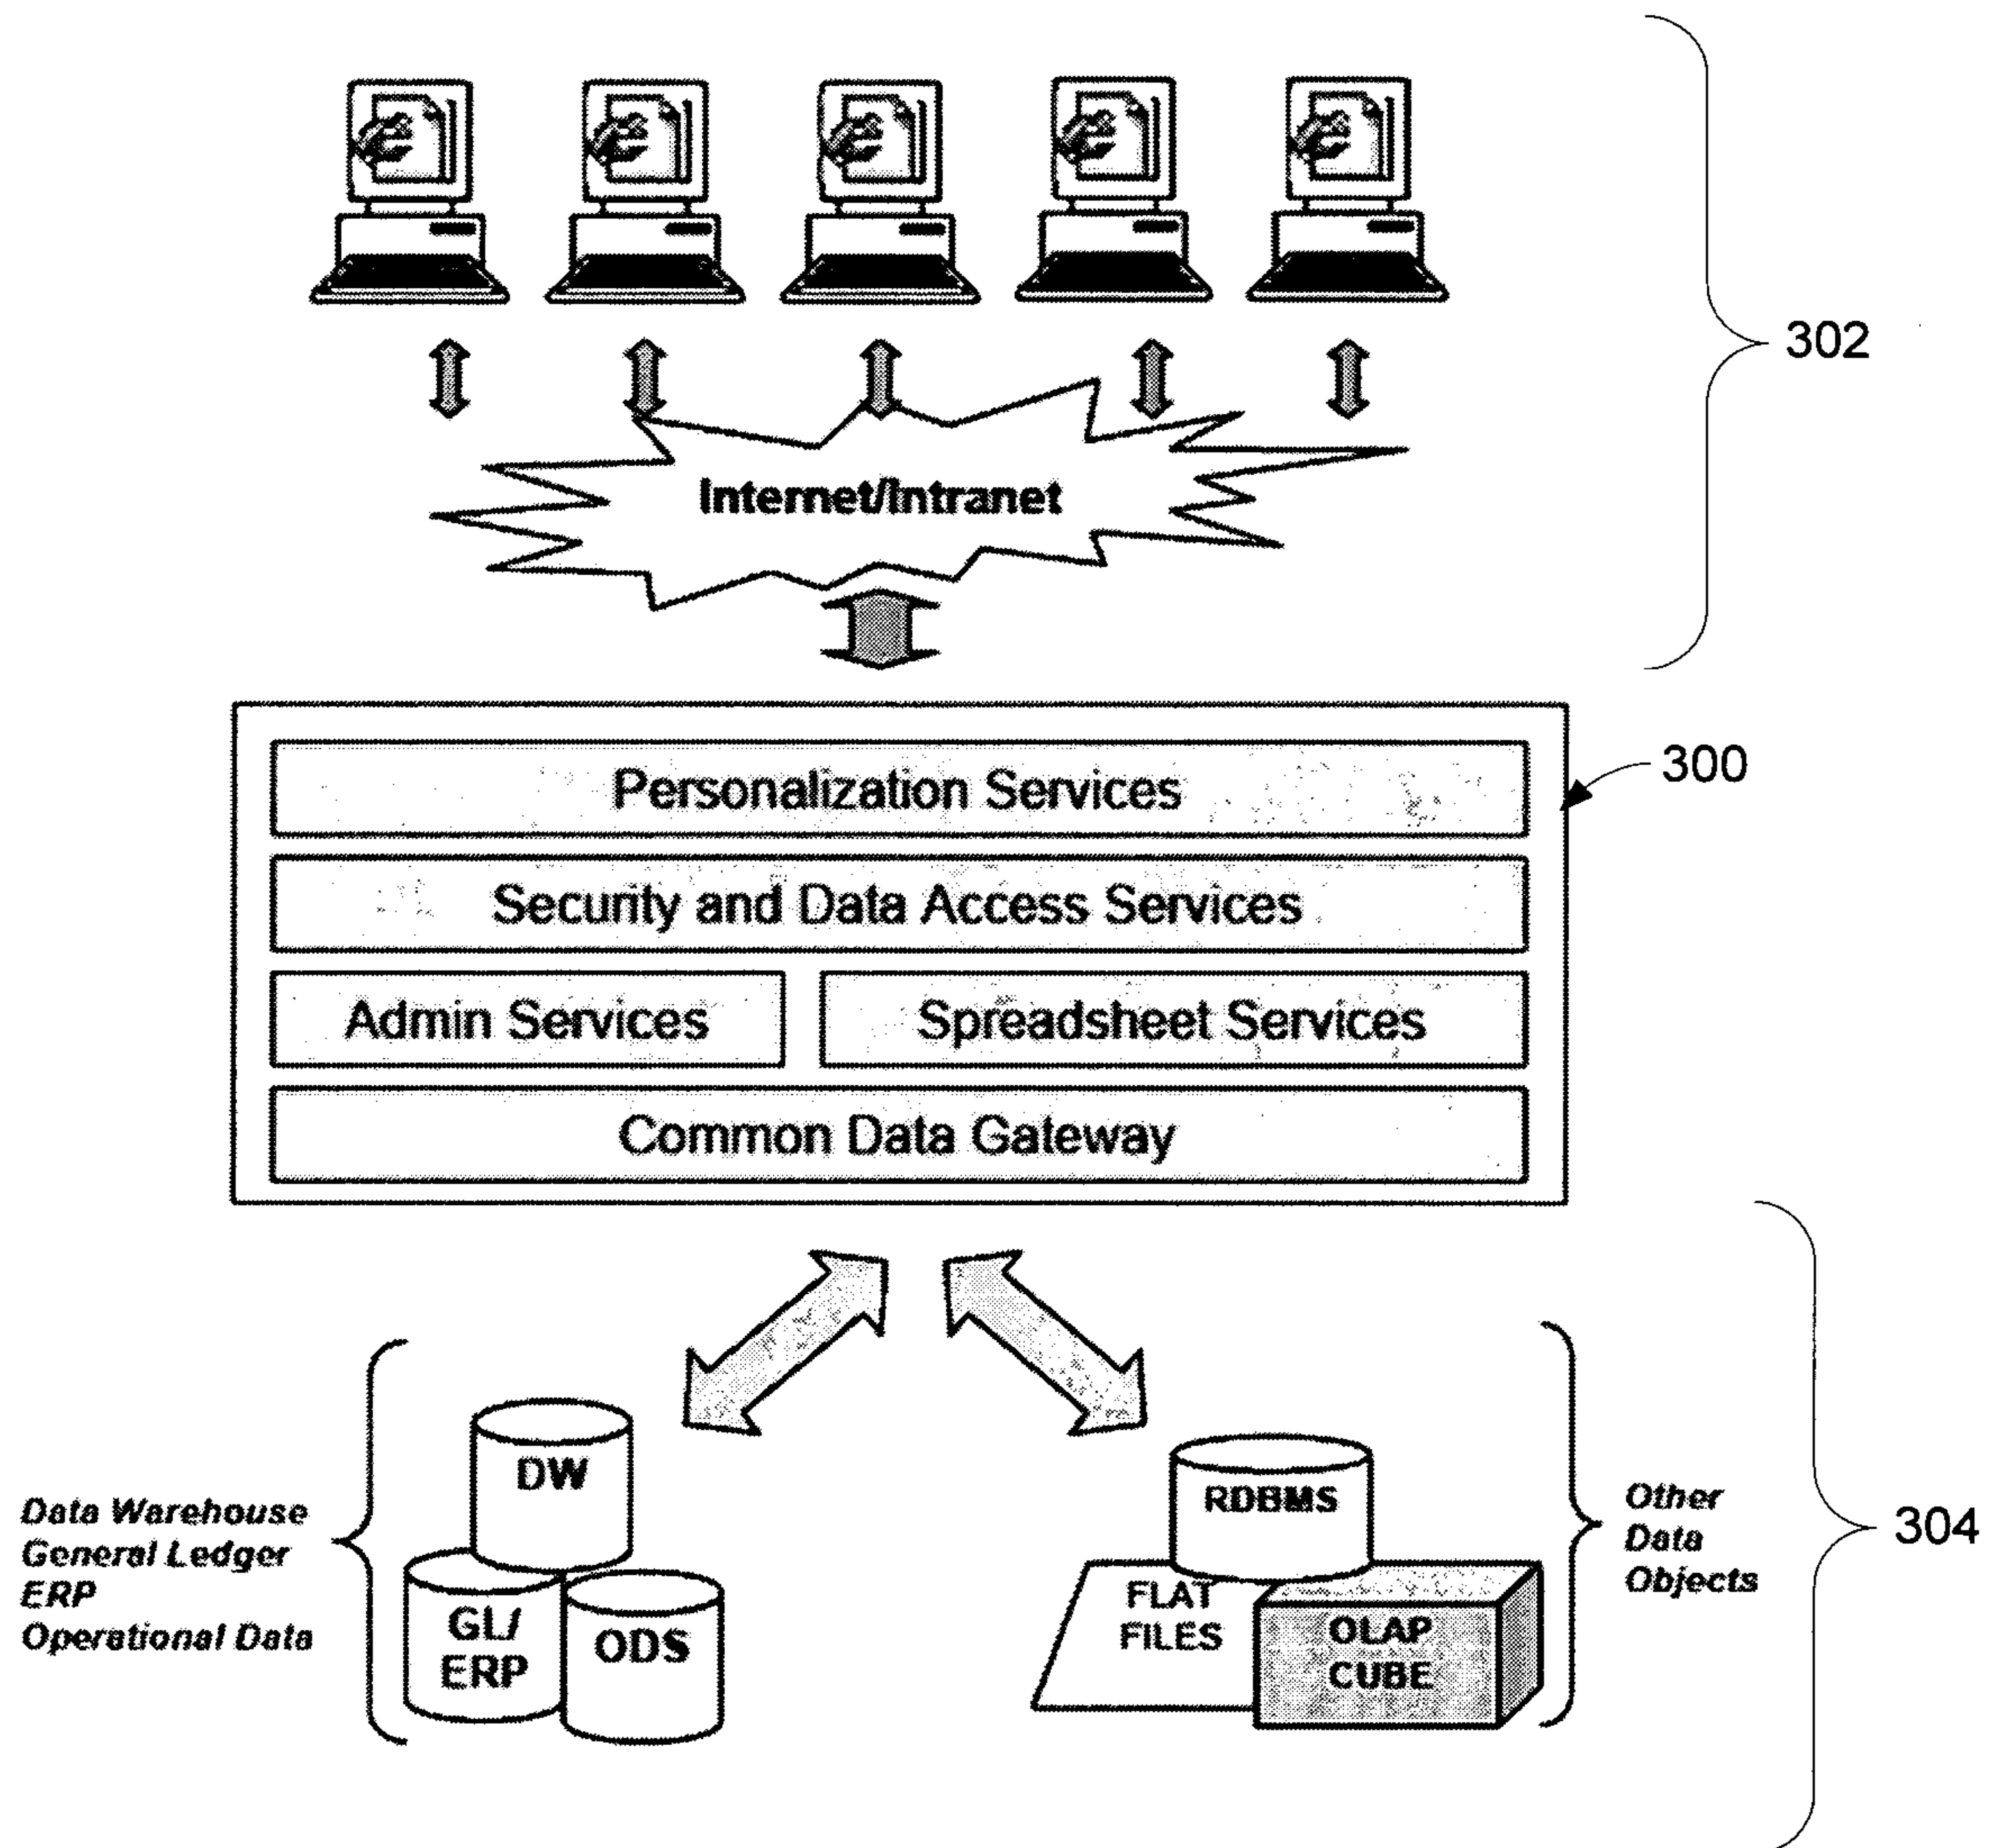 302
Internet/Intranet
300
Personalization Services
Security and Data Access Services
Admin Services
Spreadsheet Services
Common Data Gateway
Data Warehouse
General Ledger
ERP
Operational Data
DW
GL/
ERP
ODS
RDBMS
FLAT
FILES
OLAP
CUBE
Other
Data
Objects
304